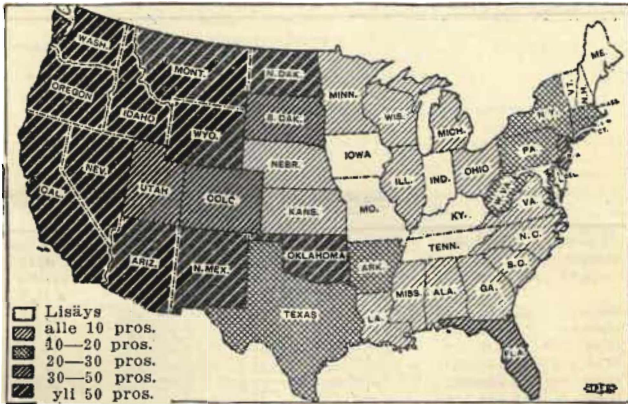 WASH.
MONT.
N. DAK.
MINN.
ME.
OREGON
IDAHO
WYO.
S. DAK.
WIS.
MICH.
N. Y.
V T.
N. H.
MASS.
CT.
NEV.
UTAH
COLO.
NEBR.
IOWA
ILL.
IND.
OHIO
PA.
DEL.
CAL.
KANS.
MO.
KY.
W. VA.
VA.
ARIZ.
N. MEX.
OKLAHOMA
ARK.
TENN.
N. C.
S. C.
TEXAS
LA.
MISS.
ALA.
GA.
FLA.
Lisäys
alle 10 pros.
10—20 pros.
20—30 pros.
30—50 pros.
yli 50 pros.